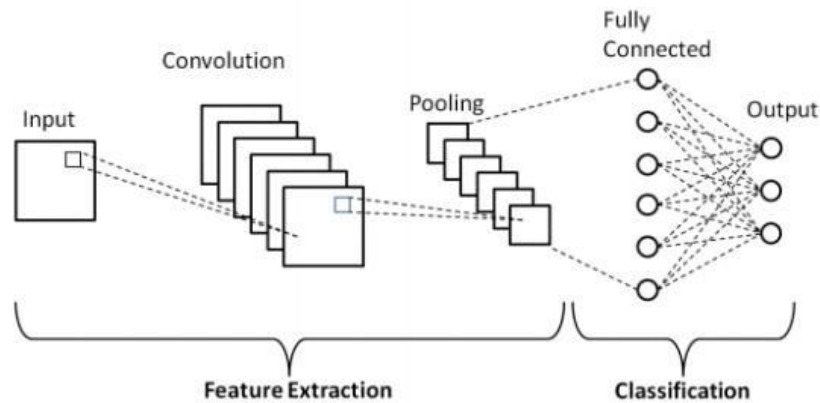 Input
Convolution
Pooling
Fully
Connected
Output
Feature Extraction
Classification